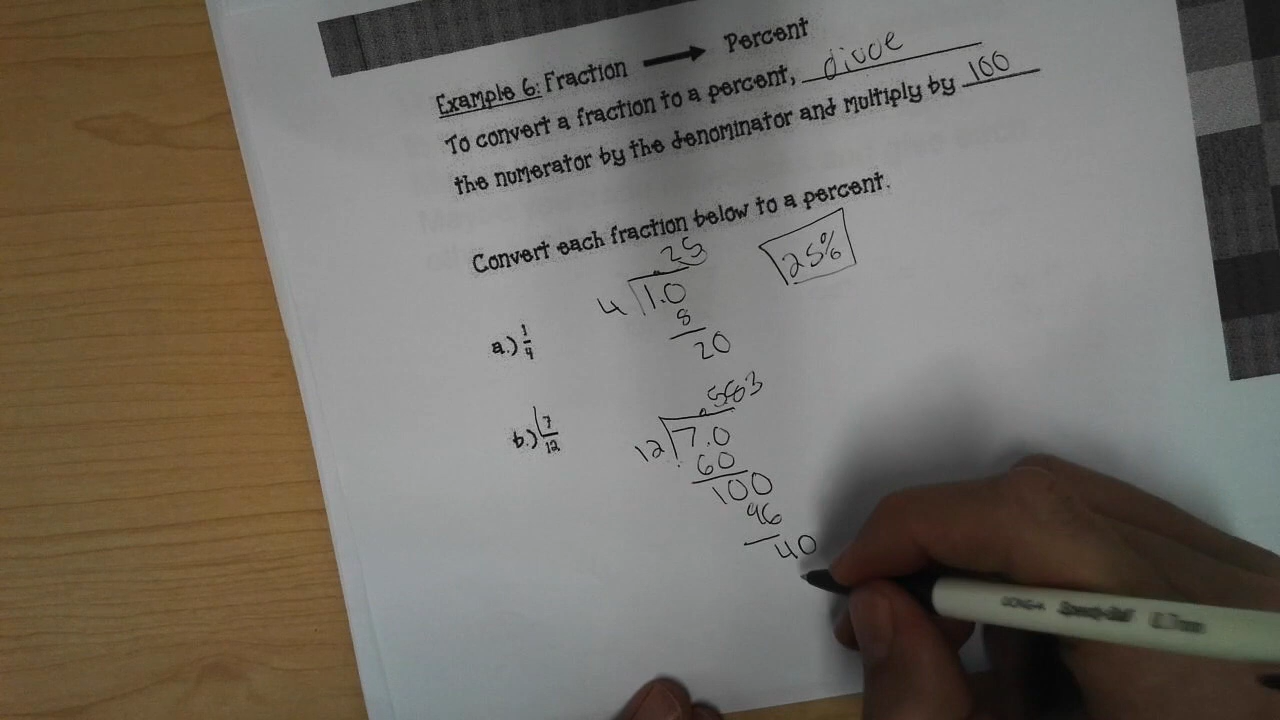 Example 6: Fraction → Percent
To convert a fraction to a percent, divide
the numerator by the denominator and multiply by 100
Convert each fraction below to a percent.
a.) 1/4
.25
4 1.0
8
20
25%
b.) 7/12
.583
12 7.0
60
100
96
40